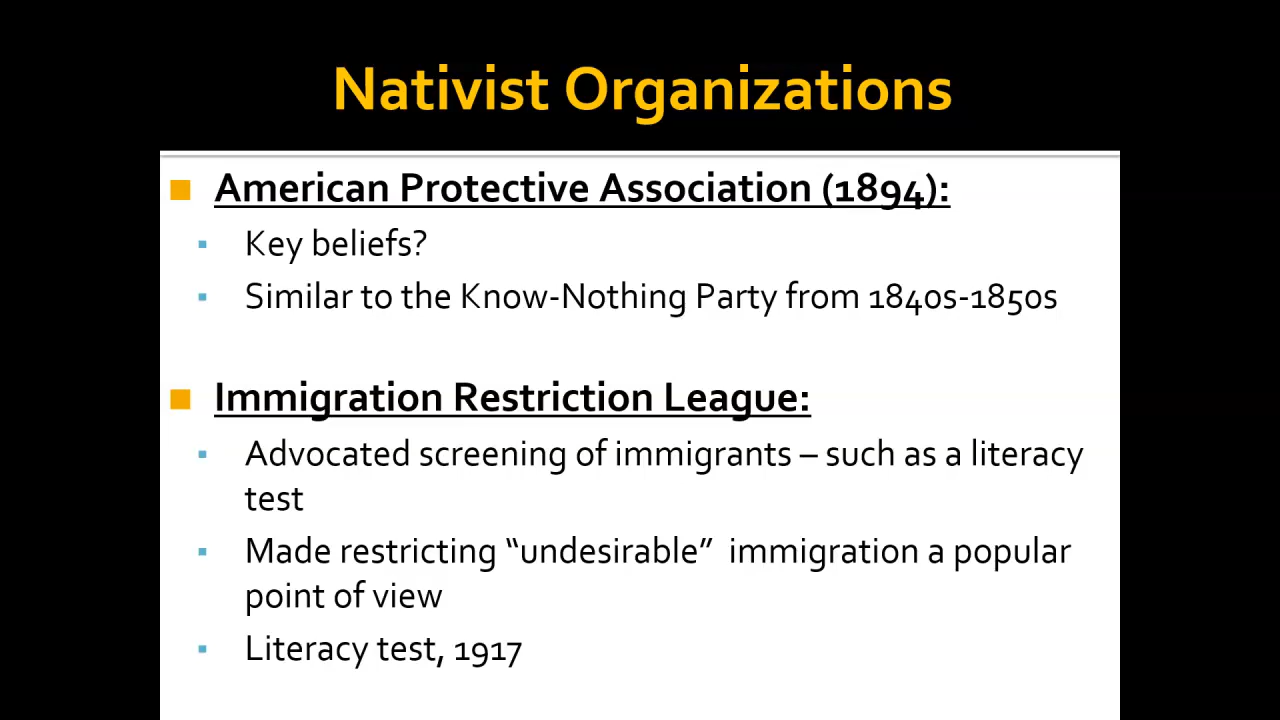 Nativist Organizations
American Protective Association (1894):
Key beliefs?
Similar to the Know-Nothing Party from 1840s-1850s
Immigration Restriction League:
Advocated screening of immigrants – such as a literacy
test
Made restricting “undesirable” immigration a popular
point of view
Literacy test, 1917